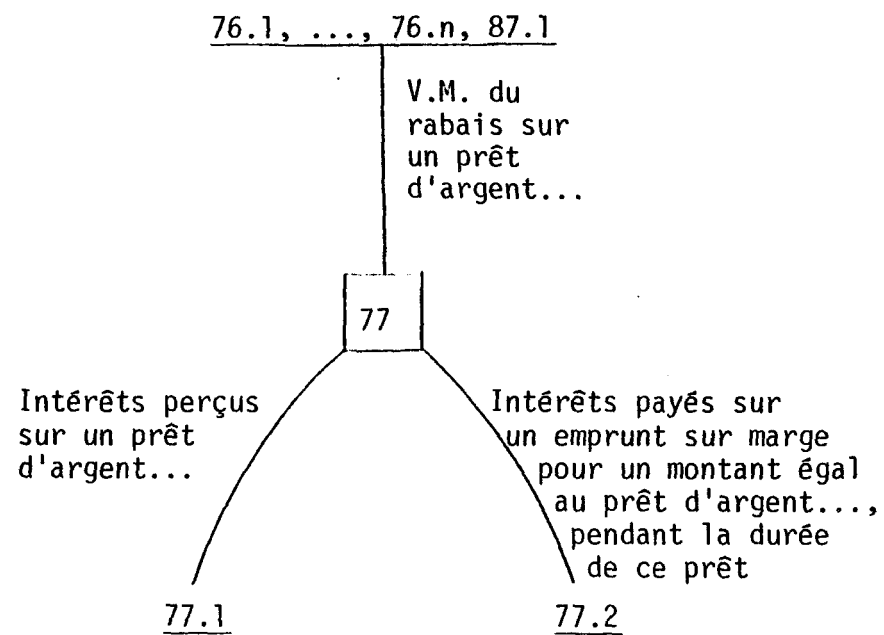 76.1, ..., 76.n, 87.1
V.M. du
rabais sur
un prêt
d'argent...
77
Intérêts perçus
sur un prêt
d'argent...
Intérêts payés sur
un emprunt sur marge
pour un montant égal
au prêt d'argent...,
pendant la durée
de ce prêt
77.1
77.2